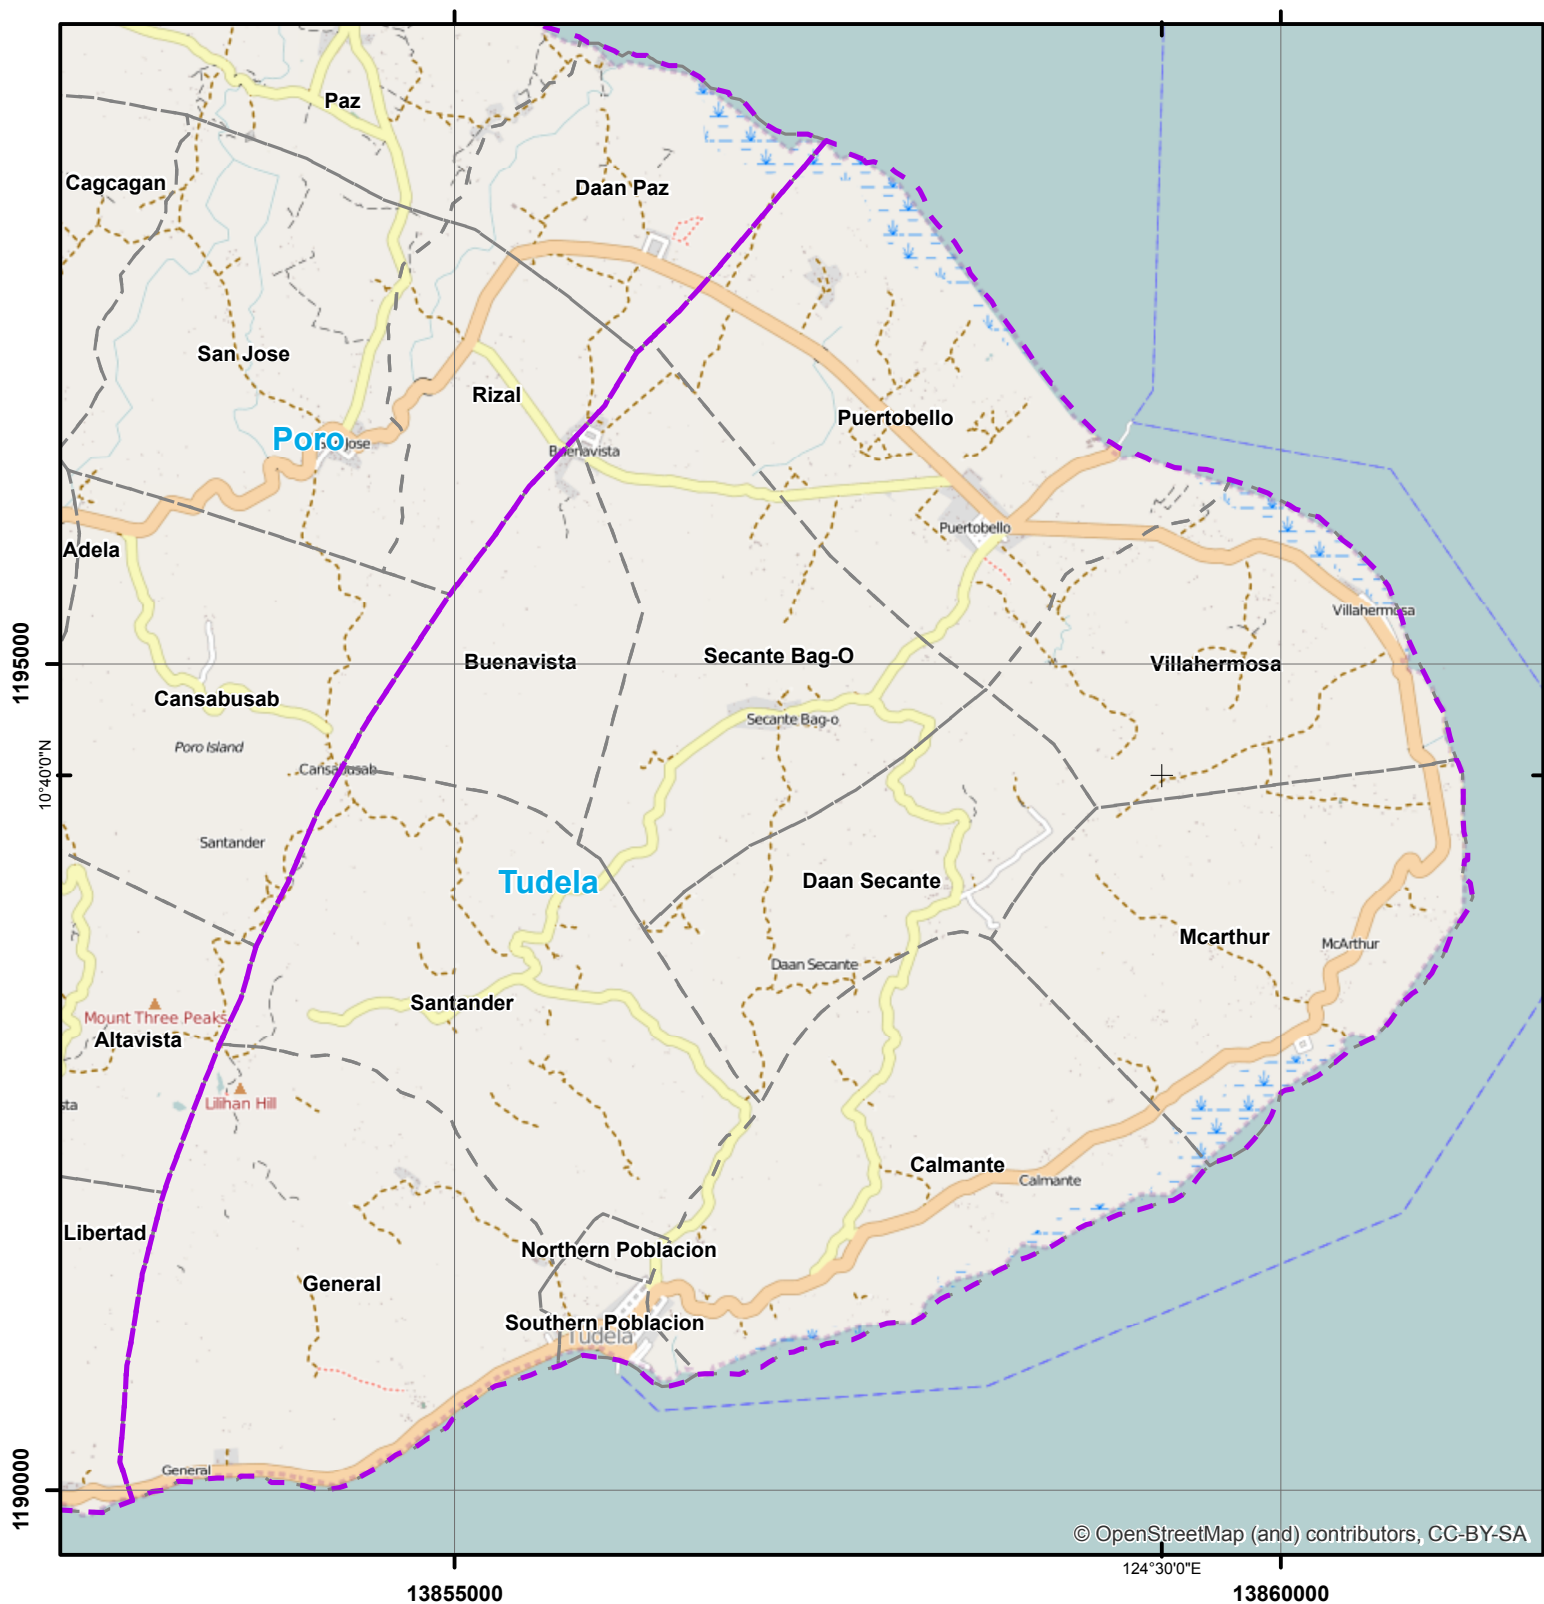 Paz
Cagcagan
Daan Paz
San Jose
Rizal
Puertobello
Poro
Jose
Buenavista
Puertobello
Adela
Villahermosa
1195000
Buenavista
Secante Bag-O
Villahermosa
Cansabusab
Secante Bag-o
Poro Island
Cansabusab
10°40'0"N
Santander
Tudela
Daan Secante
Mcarthur
McArthur
Daan Secante
Santander
Mount Three Peaks
Altavista
Lilihan Hill
sta
Calmante
Calmante
Libertad
Northern Poblacion
General
Southern Poblacion
Tudela
General
1190000
© OpenStreetMap (and) contributors, CC-BY-SA
124°30'0"E
13855000
13860000